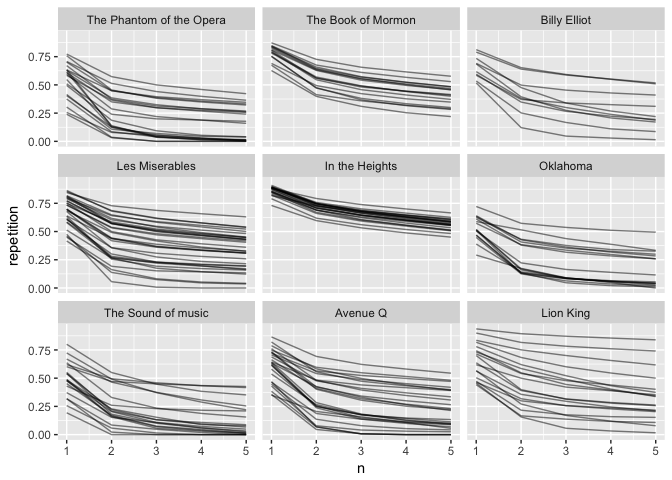 The Phantom of the Opera
The Book of Mormon
Billy Elliot
0.75
0.50
0.25
0.00
Les Miserables
In the Heights
Oklahoma
0.75
0.50
0.25
0.00
The Sound of music
Avenue Q
Lion King
0.75
0.50
0.25
0.00
repetition
1 2 3 4 5
1 2 3 4 5
1 2 3 4 5
n